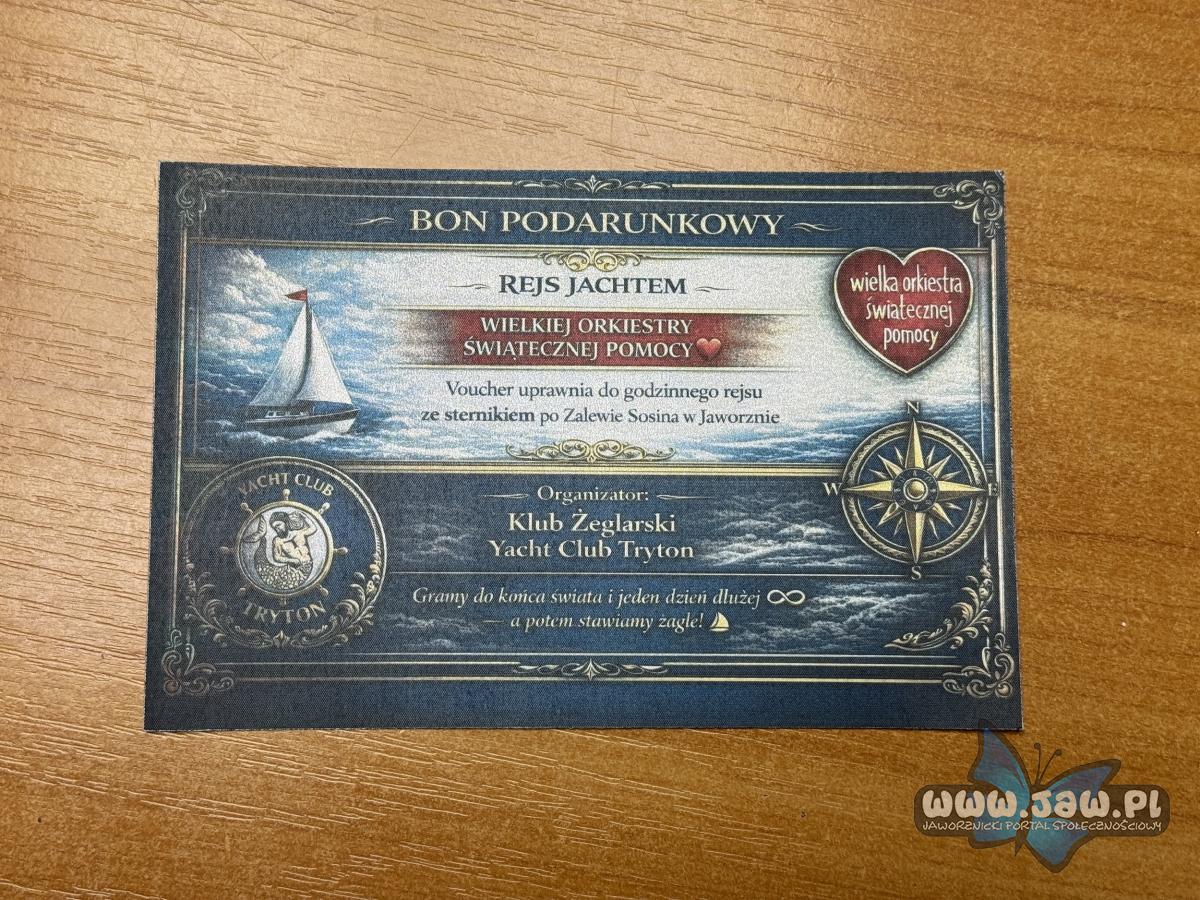 BON PODARUNKOWY
REJS JACHTEM
WIELKIEJ ORKIESTRY
ŚWIĄTECZNEJ POMOCY
wielka orkiestra
świątecznej
pomocy
Voucher uprawnia do godzinnego rejsu
ze sternikiem po Zalewie Sosina w Jaworznie
N
W
E
S
YACHT CLUB
TRYTON
Organizator:
Klub Żeglarski
Yacht Club Tryton
Gramy do końca świata i jeden dzień dłużej ∞
— a potem stawiamy żagle!
www.jaw.pl
JAWORZNICKI PORTAL SPOŁECZNOŚCIOWY